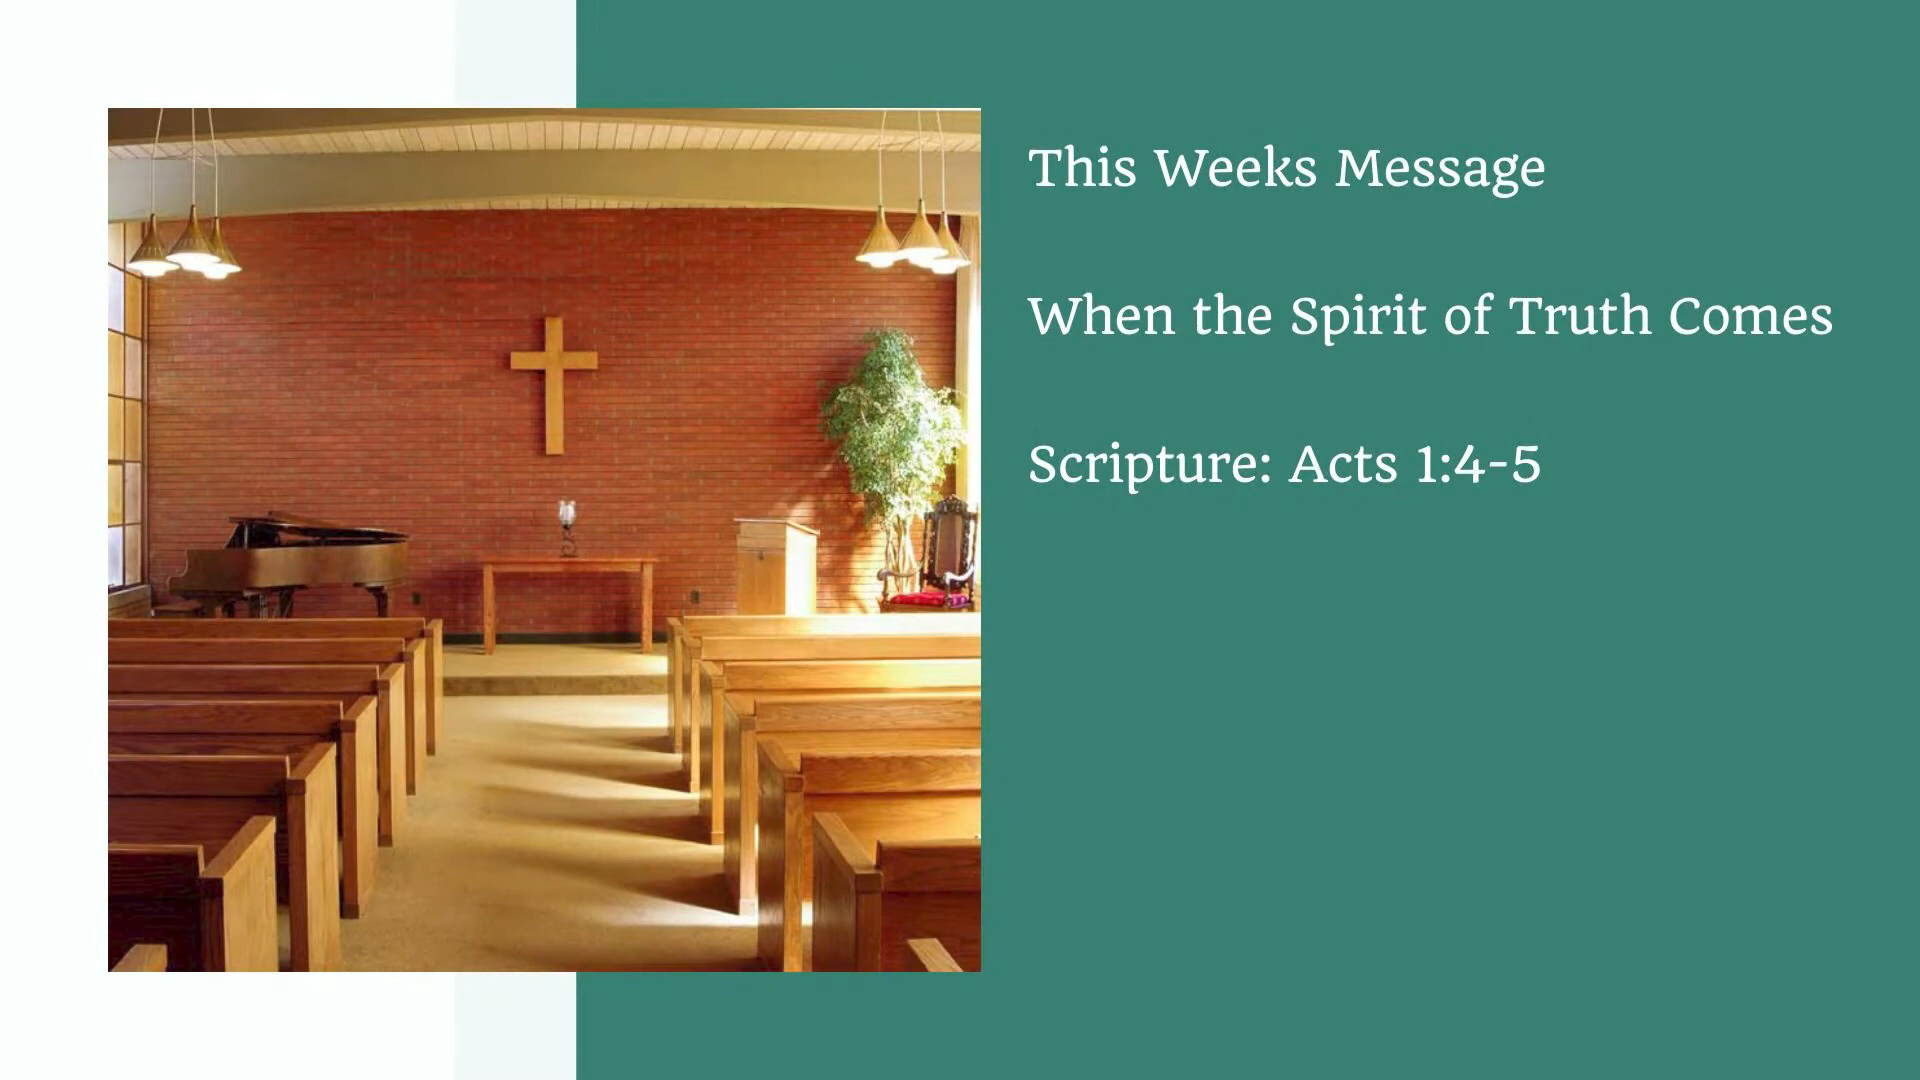 This Weeks Message
When the Spirit of Truth Comes
Scripture: Acts 1:4-5